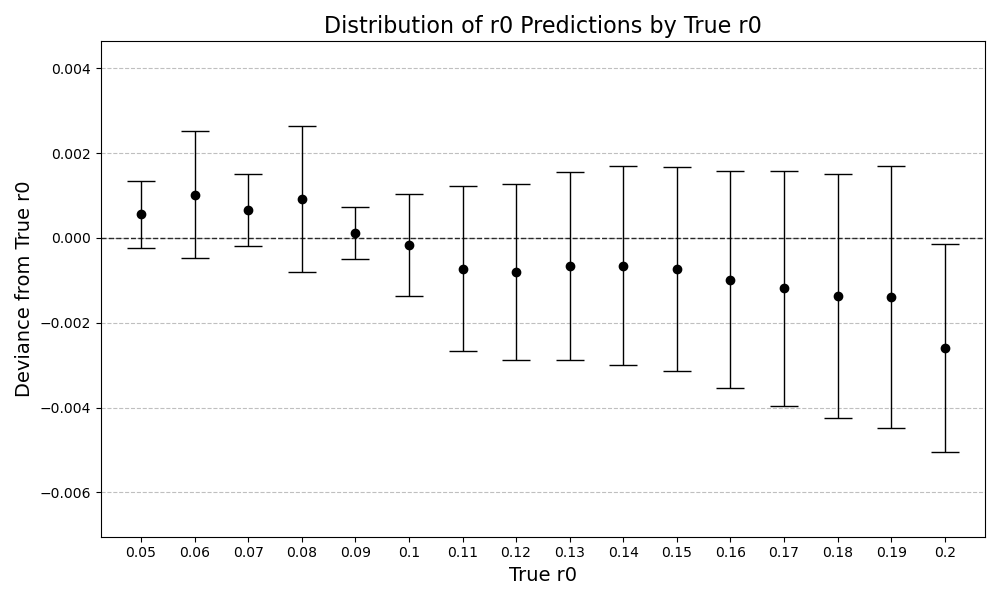 Distribution of r0 Predictions by True r0
Deviance from True r0
0.004
0.002
0.000
−0.002
−0.004
−0.006
0.05 0.06 0.07 0.08 0.09 0.1 0.11 0.12 0.13 0.14 0.15 0.16 0.17 0.18 0.19 0.2
True r0